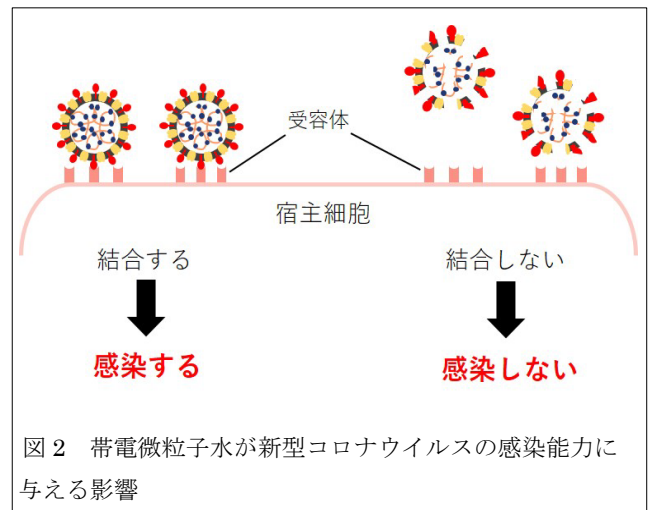 受容体
宿主細胞
結合する
結合しない
感染する
感染しない
図 2 帯電微粒子水が新型コロナウイルスの感染能力に
与える影響